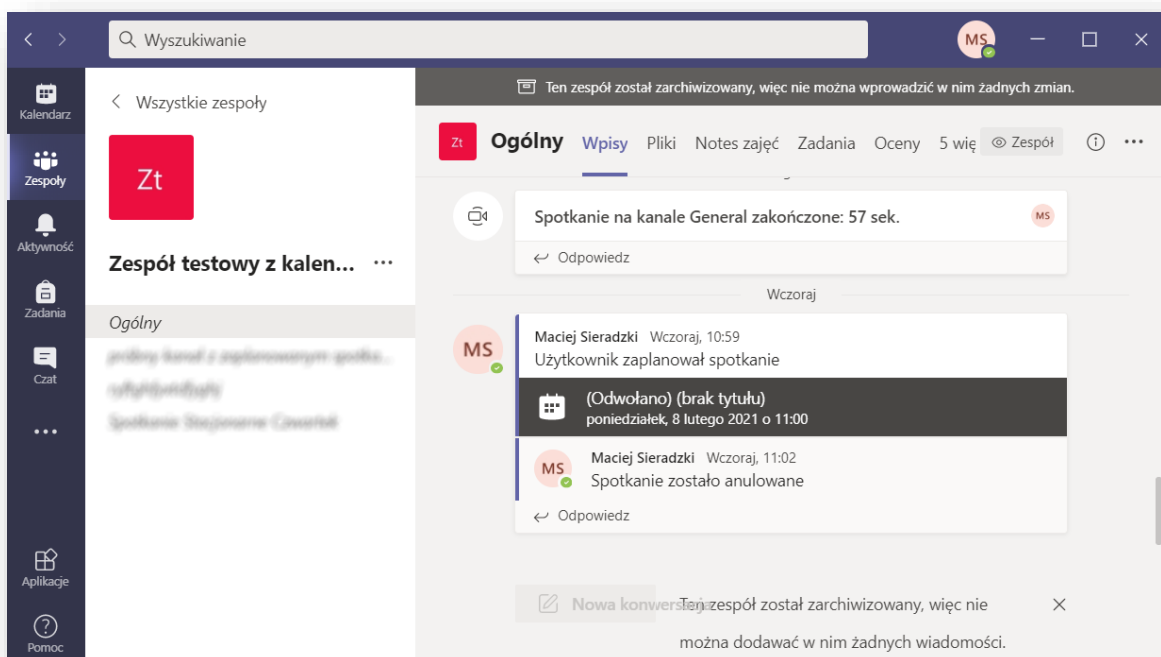 Wyszukiwanie
MS
Kalendarz
Zespoły
Aktywność
Zadania
Czat
Aplikacje
Pomoc
Wszystkie zespoły
Zt
Zespół testowy z kalen...
Ogólny
Ten zespół został zarchiwizowany, więc nie można wprowadzić w nim żadnych zmian.
Zt Ogólny Wpisy Pliki Notes zajęć Zadania Oceny 5 wię Zespół
Spotkanie na kanale General zakończone: 57 sek. MS
Odpowiedz
Wczoraj
MS Maciej Sieradzki Wczoraj, 10:59
Użytkownik zaplanował spotkanie
(Odwołano) (brak tytułu)
poniedziałek, 8 lutego 2021 o 11:00
MS Maciej Sieradzki Wczoraj, 11:02
Spotkanie zostało anulowane
Odpowiedz
Nowa konwersacja Ten zespół został zarchiwizowany, więc nie
można dodawać w nim żadnych wiadomości.